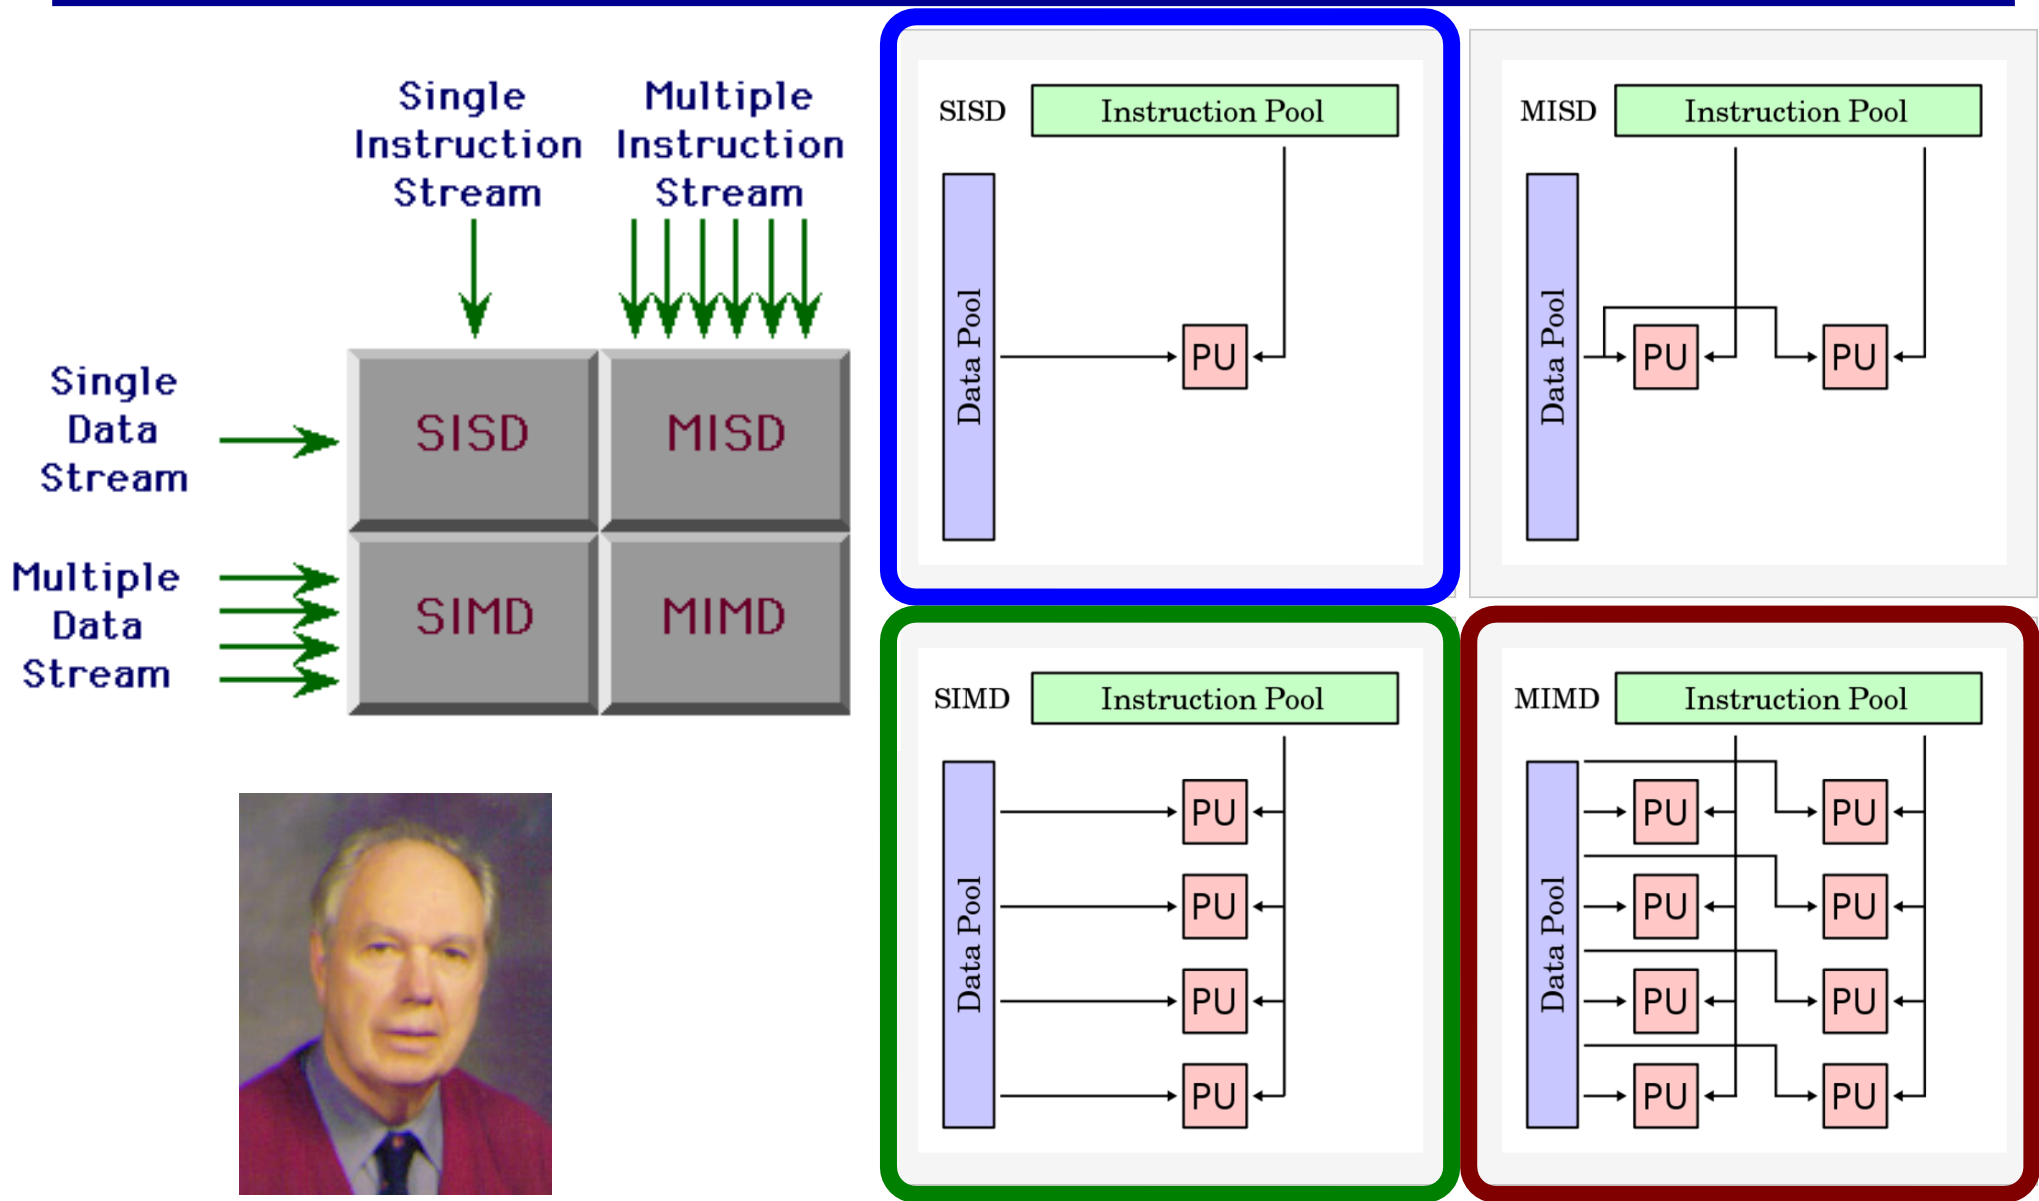 Single
Instruction
Stream
Multiple
Instruction
Stream
Single
Data
Stream
Multiple
Data
Stream
SISD
MISD
SIMD
MIMD
SISD
Instruction Pool
Data Pool
PU
MISD
Instruction Pool
Data Pool
PU
PU
SIMD
Instruction Pool
Data Pool
PU
PU
PU
PU
MIMD
Instruction Pool
Data Pool
PU
PU
PU
PU
PU
PU
PU
PU